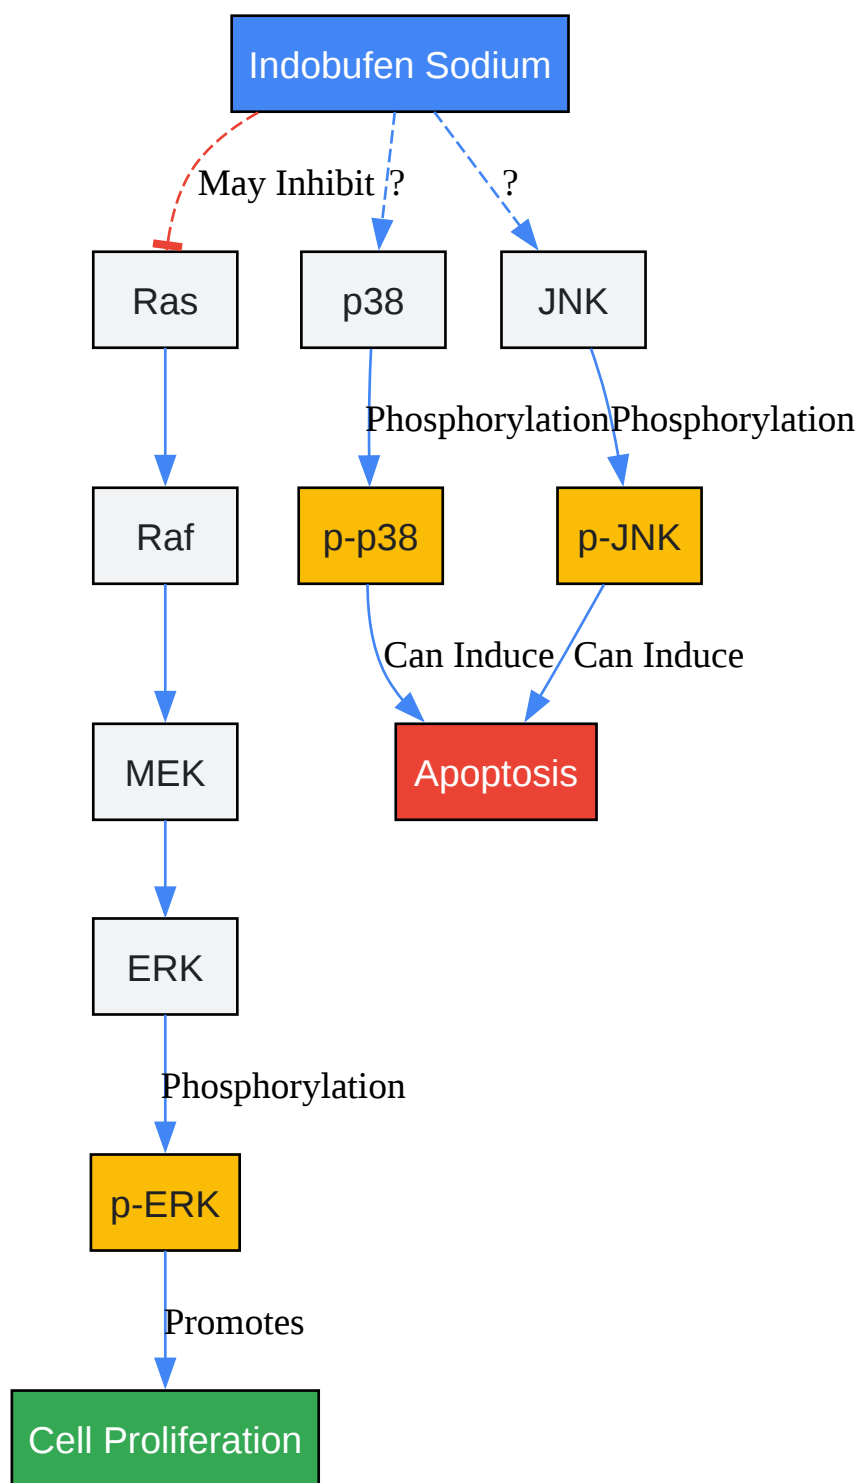 Indobufen Sodium
May Inhibit
?
?
Ras
p38
JNK
Phosphorylation
Phosphorylation
Raf
p-p38
p-JNK
Can Induce
Can Induce
MEK
Apoptosis
ERK
Phosphorylation
p-ERK
Promotes
Cell Proliferation